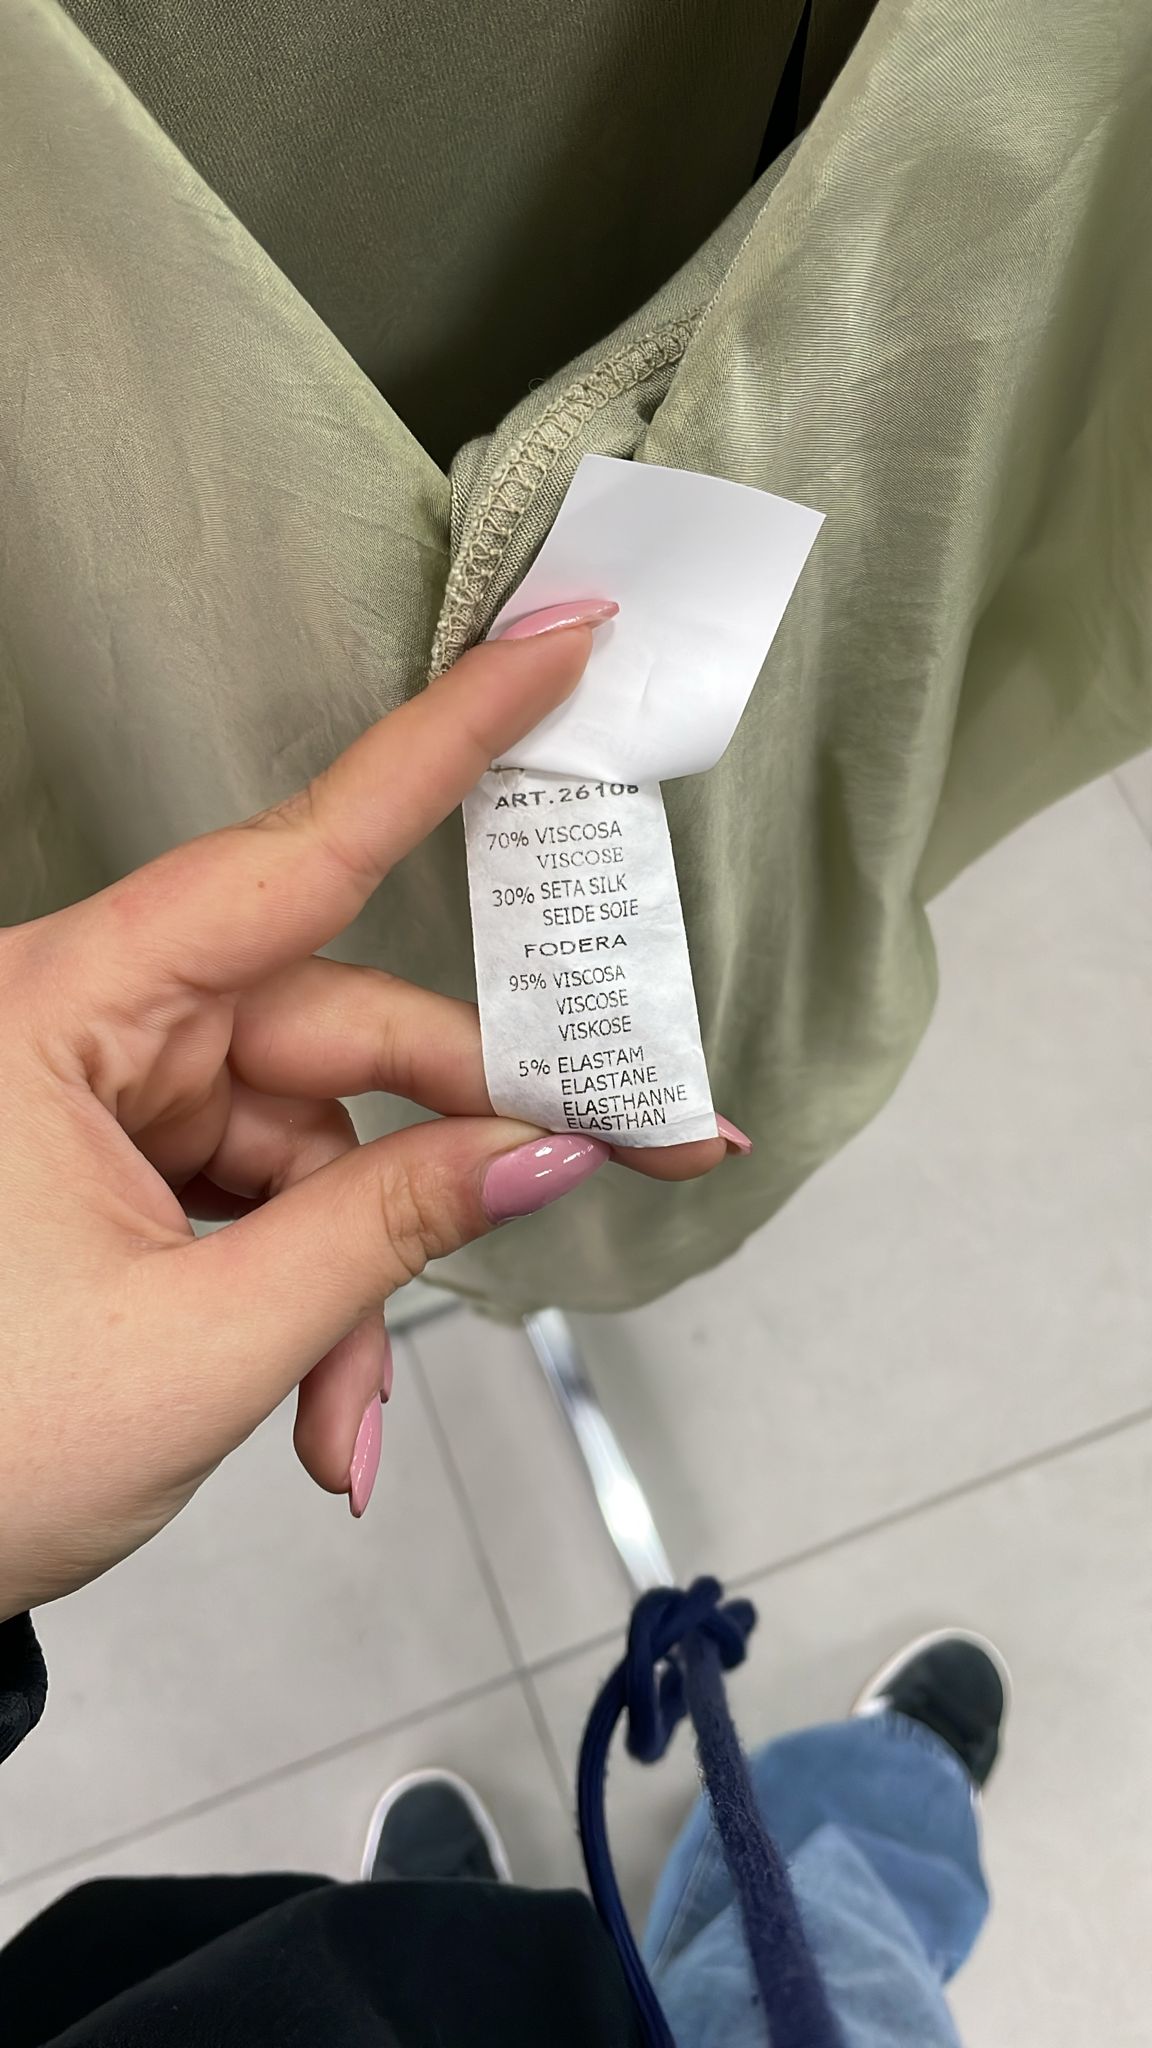 ART.26108
70% VISCOSA
VISCOSE
30% SETA SILK
SEIDE SOIE
FODERA
95% VISCOSA
VISCOSE
VISKOSE
5% ELASTAM
ELASTANE
ELASTHANNE
ELASTHAN